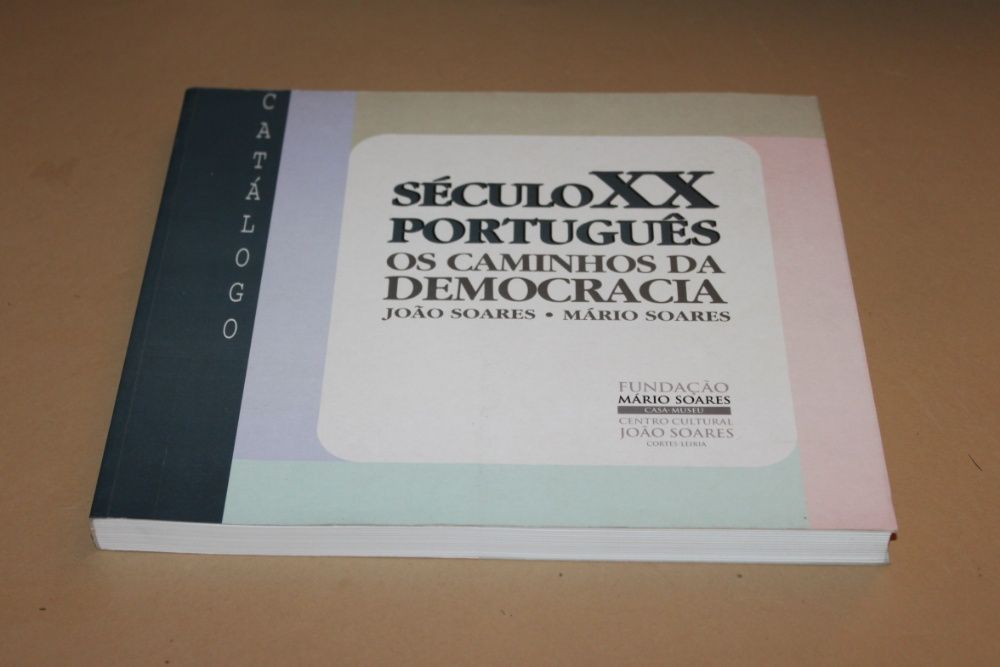 CATÁLOGO
SÉCULO XX
PORTUGUÊS
OS CAMINHOS DA
DEMOCRACIA
JOÃO SOARES • MÁRIO SOARES
FUNDAÇÃO
MÁRIO SOARES
CASA-MUSEU
CENTRO CULTURAL
JOÃO SOARES
CORTES-LEIRIA